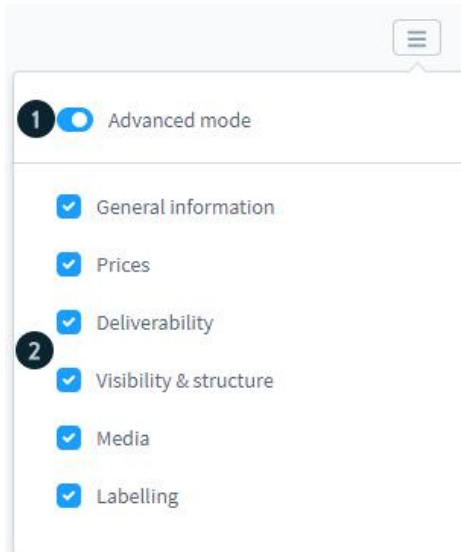 1 Advanced mode
General information
Prices
Deliverability
2
Visibility & structure
Media
Labelling